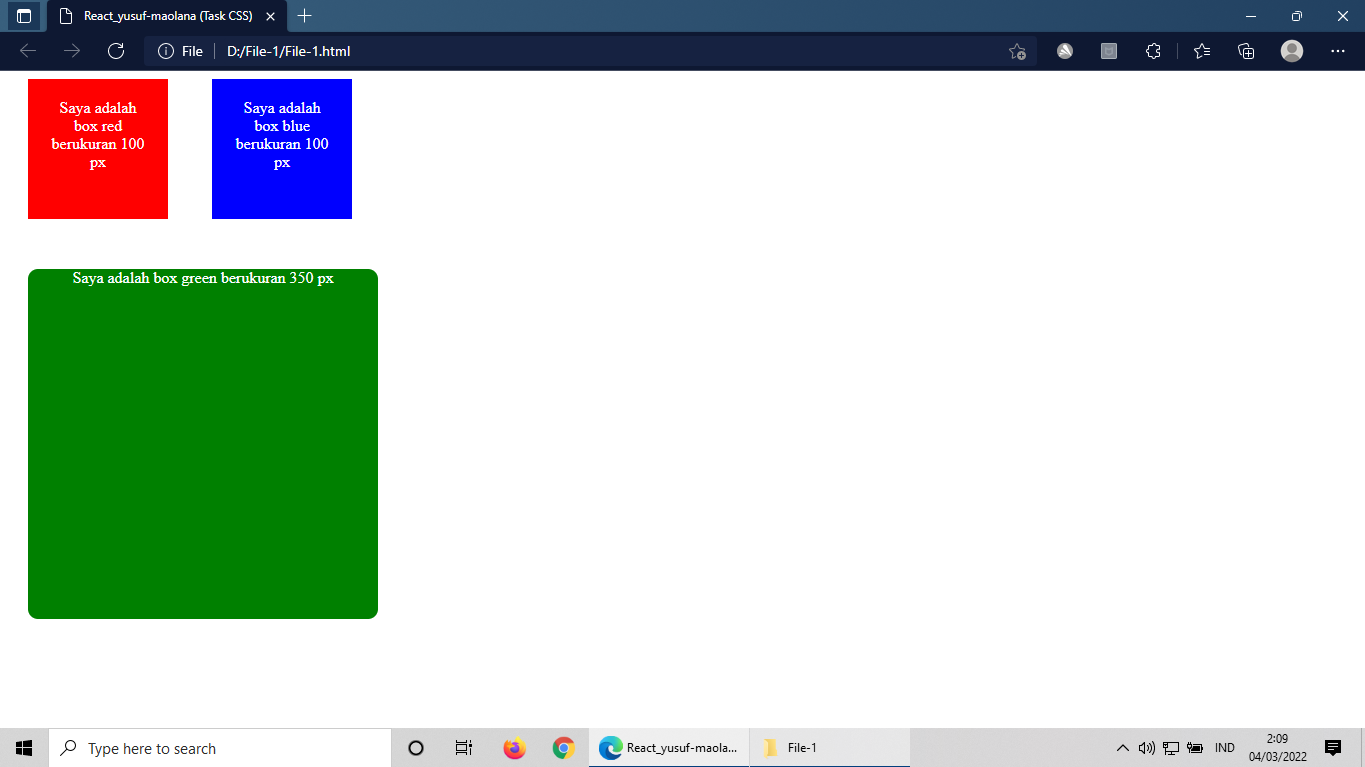 React_yusuf-maolana (Task CSS)
File
D:/File-1/File-1.html
Saya adalah
box red
berukuran 100
px
Saya adalah
box blue
berukuran 100
px
Saya adalah box green berukuran 350 px
Type here to search
React_yusuf-maola...
File-1
IND
2:09
04/03/2022